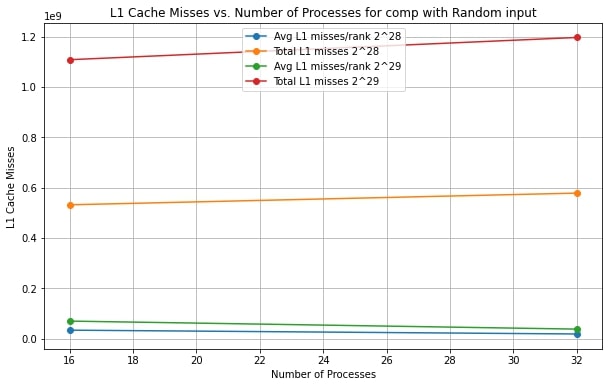 L1 Cache Misses vs. Number of Processes for comp with Random input
1e9
Avg L1 misses/rank 2^28
Total L1 misses 2^28
Avg L1 misses/rank 2^29
Total L1 misses 2^29
1.2
1.0
0.8
0.6
0.4
0.2
0.0
L1 Cache Misses
16 18 20 22 24 26 28 30 32
Number of Processes